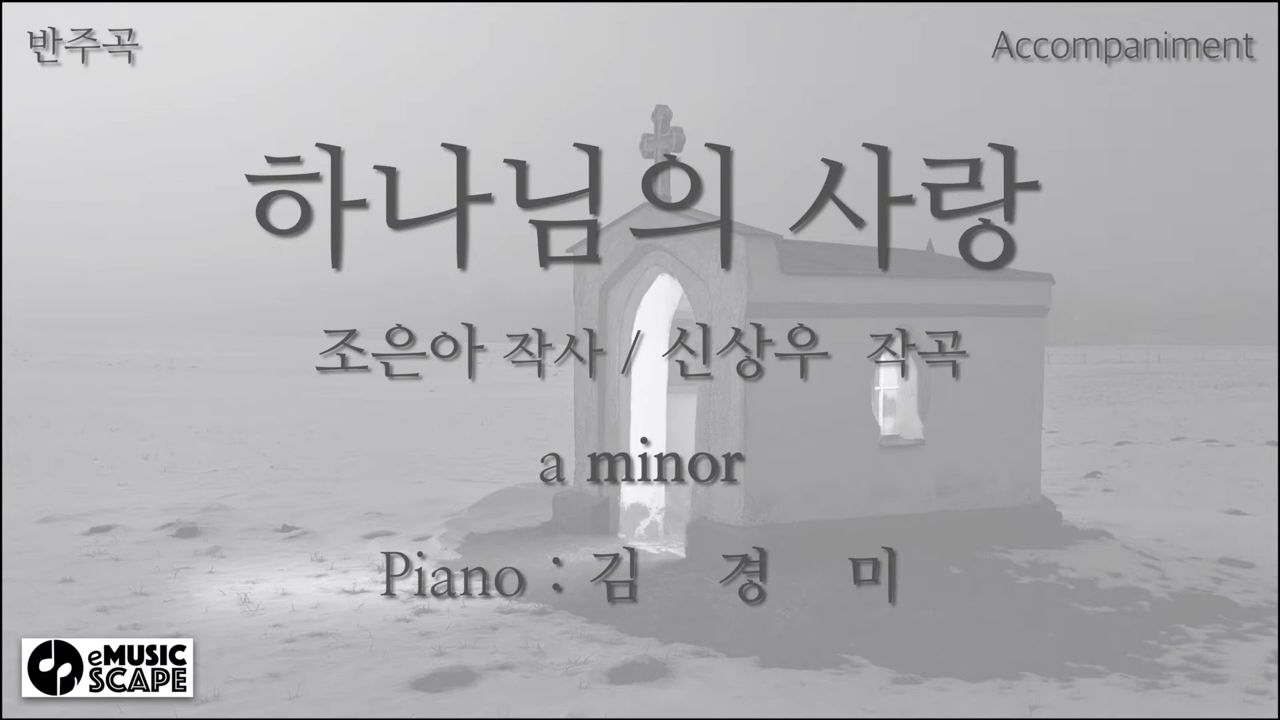 반주곡
Accompaniment
하나님의 사랑
조은아 작사 / 신상우 작곡
a minor
Piano : 김 경 미
eMUSIC
SCAPE